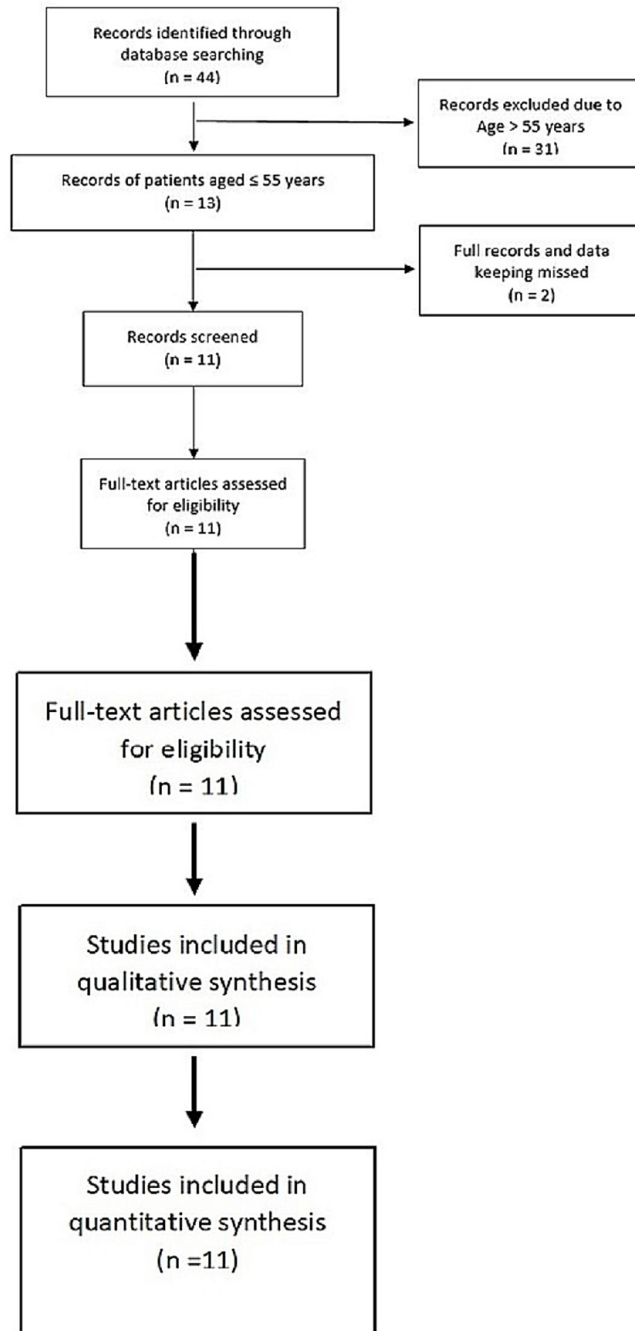 Records identified through
database searching
(n = 44)
Records excluded due to
Age > 55 years
(n = 31)
Records of patients aged ≤ 55 years
(n = 13)
Full records and data
keeping missed
(n = 2)
Records screened
(n = 11)
Full-text articles assessed
for eligibility
(n = 11)
Full-text articles assessed
for eligibility
(n = 11)
Studies included in
qualitative synthesis
(n = 11)
Studies included in
quantitative synthesis
(n =11)